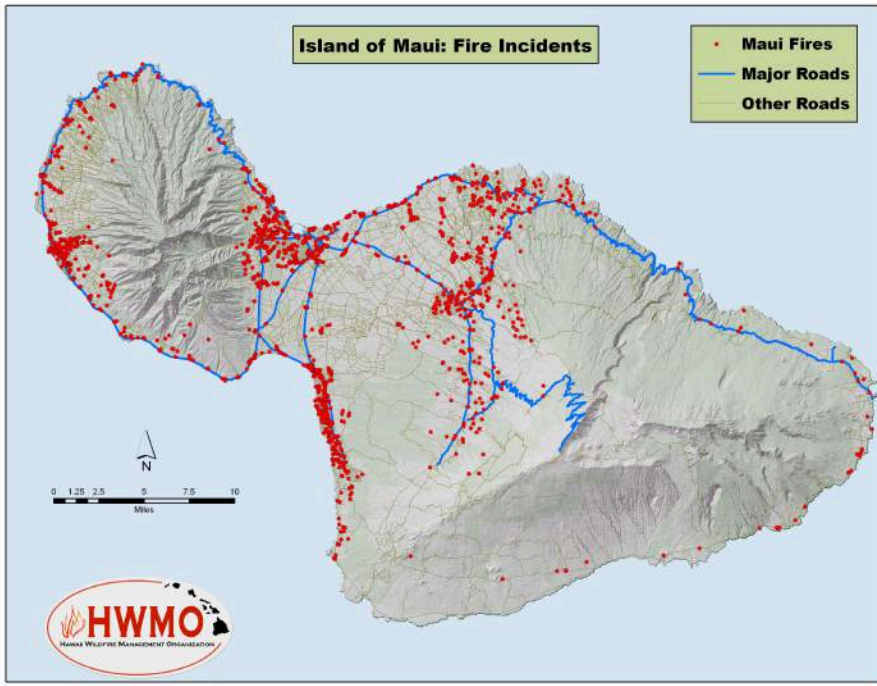 Island of Maui: Fire Incidents
Maui Fires
Major Roads
Other Roads
N
0 1.25 2.5 5 7.5 10
Miles
HWMO
HAWAII WILDFIRE MANAGEMENT ORGANIZATION